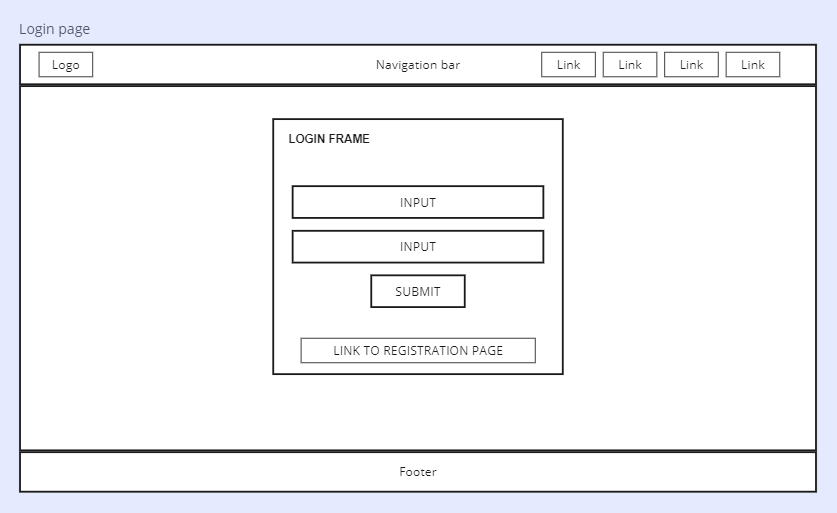 Login page
Logo
Navigation bar
Link
Link
Link
Link
LOGIN FRAME
INPUT
INPUT
SUBMIT
LINK TO REGISTRATION PAGE
Footer